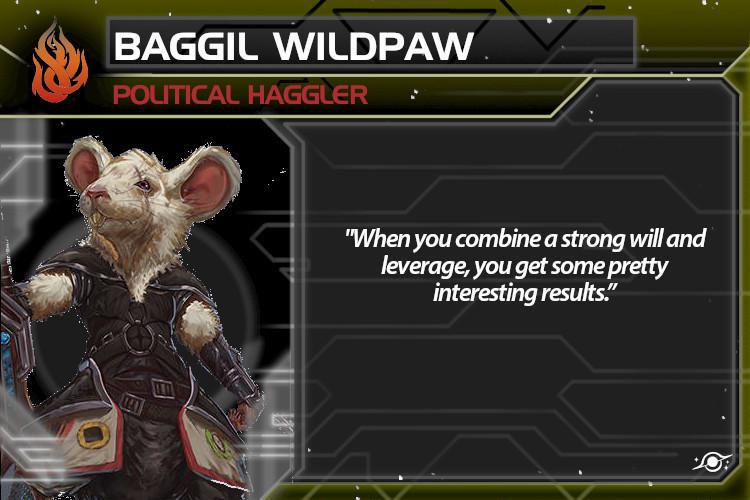 BAGGIL WILDPAW
POLITICAL HAGGLER
"When you combine a strong will and
leverage, you get some pretty
interesting results.”